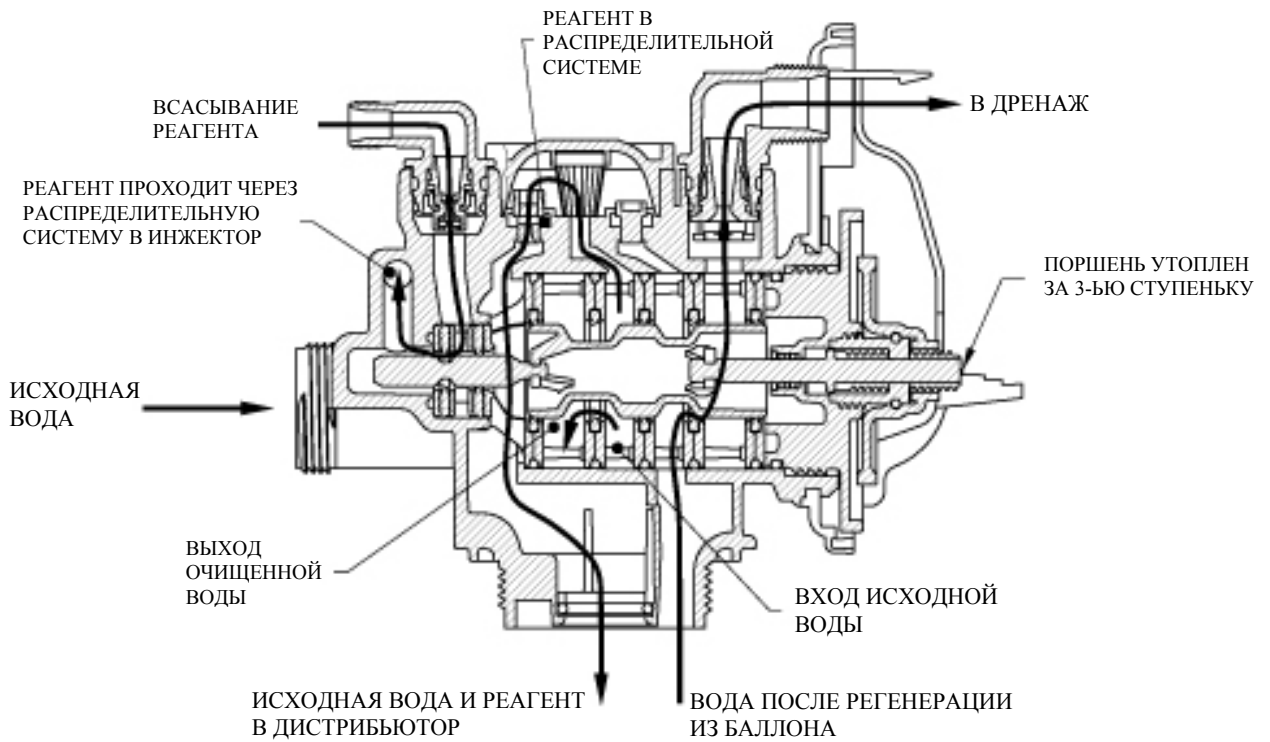 РЕАГЕНТ В
РАСПРЕДЕЛИТЕЛЬНОЙ
СИСТЕМЕ
ВСАСЫВАНИЕ
РЕАГЕНТА
В ДРЕНАЖ
РЕАГЕНТ ПРОХОДИТ ЧЕРЕЗ
РАСПРЕДЕЛИТЕЛЬНУЮ
СИСТЕМУ В ИНЖЕКТОР
ПОРШЕНЬ УТОПЛЕН
ЗА 3-ЬЮ СТУПЕНЬКУ
ИСХОДНАЯ
ВОДА
ВЫХОД
ОЧИЩЕННОЙ
ВОДЫ
ВХОД ИСХОДНОЙ
ВОДЫ
ИСХОДНАЯ ВОДА И РЕАГЕНТ
В ДИСТРИБЬЮТОР
ВОДА ПОСЛЕ РЕГЕНЕРАЦИИ
ИЗ БАЛЛОНА